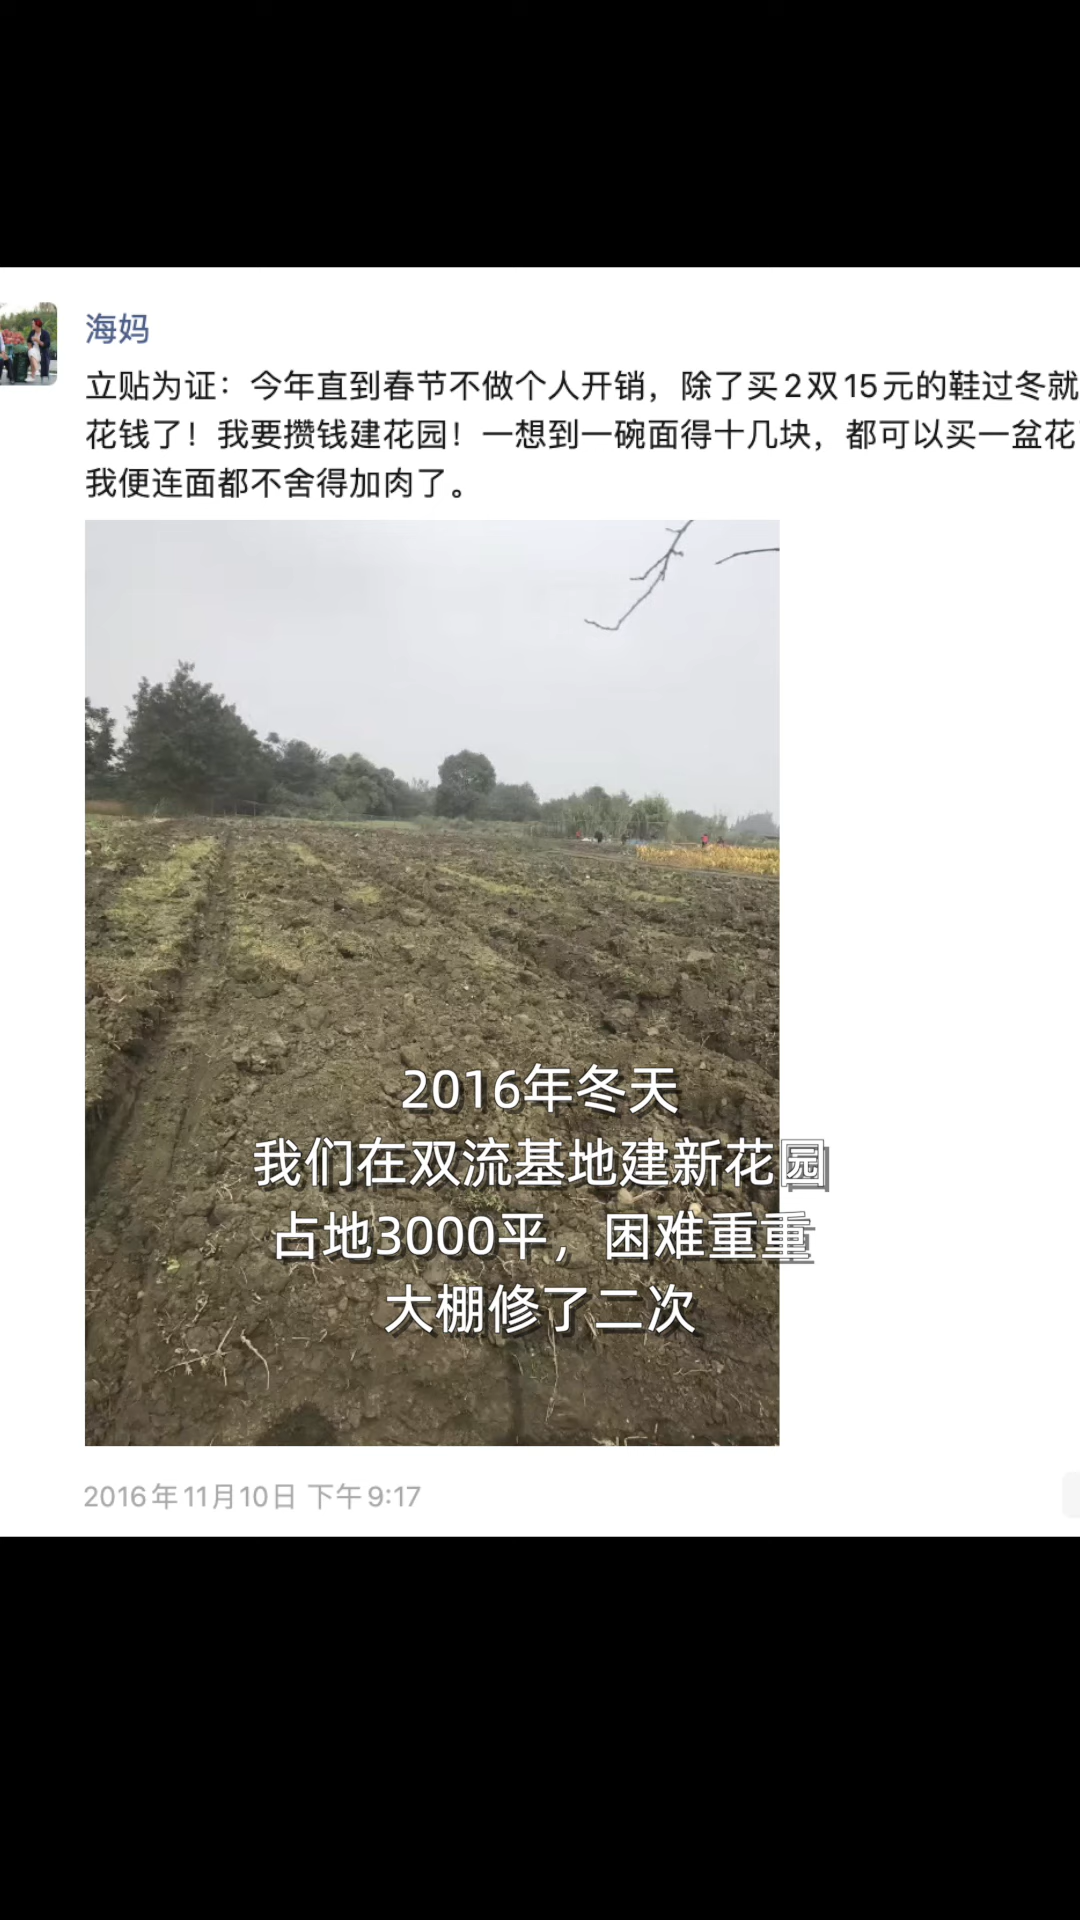 海妈
立贴为证：今年直到春节不做个人开销，除了买2双15元的鞋过冬就
花钱了！我要攒钱建花园！一想到一碗面得十几块，都可以买一盆花
我便连面都不舍得加肉了。
2016年冬天
我们在双流基地建新花园
占地3000平，困难重重
大棚修了二次
2016年11月10日 下午9:17